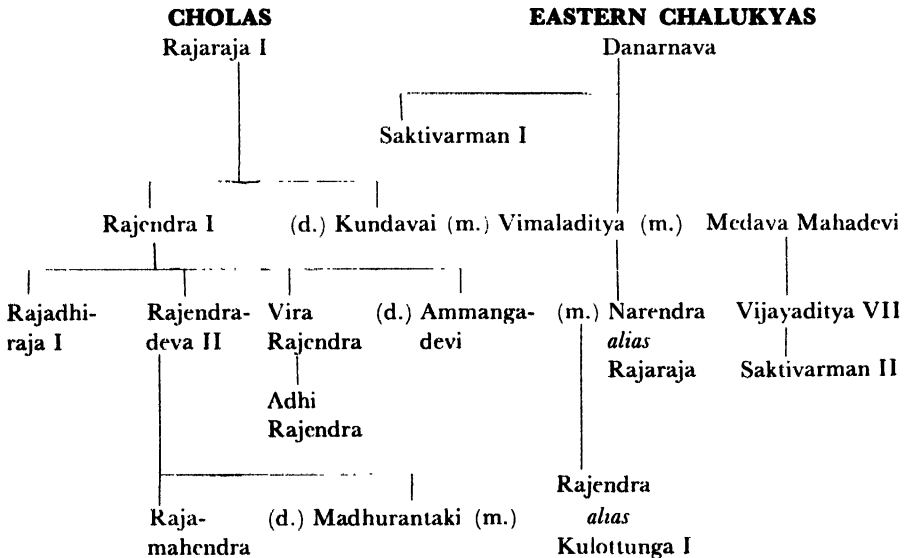 CHOLAS EASTERN CHALUKYAS
Rajaraja I Danarnava
Saktivarman I
Rajendra I (d.) Kundavai (m.) Vimaladitya (m.) Medava Mahadevi
Rajadhi- Rajendra- Vira (d.) Ammanga- (m.) Narendra Vijayaditya VII
raja I deva II Rajendra devi alias
Rajaraja Saktivarman II
Adhi
Rajendra
Rajendra
Raja- (d.) Madhurantaki (m.) alias
mahendra Kulottunga I